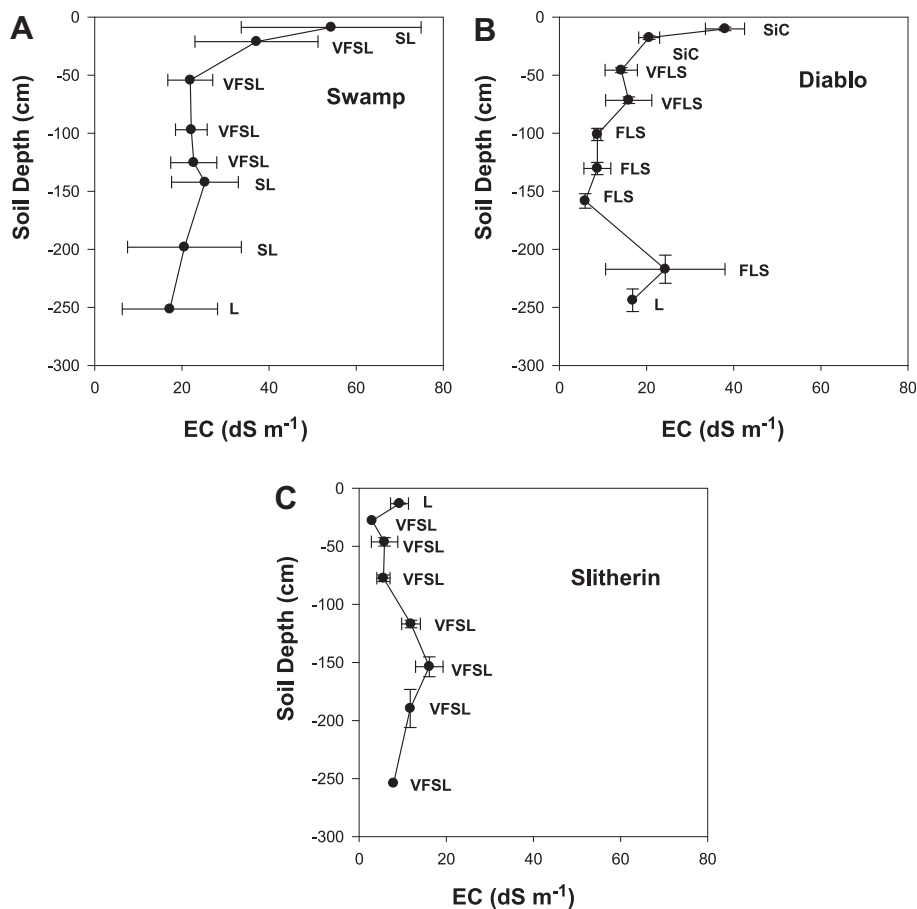 A
0
-50
-100
-150
-200
-250
-300
Soil Depth (cm)
SL
VFSL
VFSL
Swamp
VFSL
VFSL
SL
SL
L
0 20 40 60 80
EC (dS m-1)
B
0
-50
-100
-150
-200
-250
-300
Soil Depth (cm)
SiC
SiC
VFLS
Diablo
VFLS
FLS
FLS
FLS
FLS
L
0 20 40 60 80
EC (dS m-1)
C
0
-50
-100
-150
-200
-250
-300
Soil Depth (cm)
L
VFSL
VFSL
VFSL
Slitherin
VFSL
VFSL
VFSL
VFSL
0 20 40 60 80
EC (dS m-1)